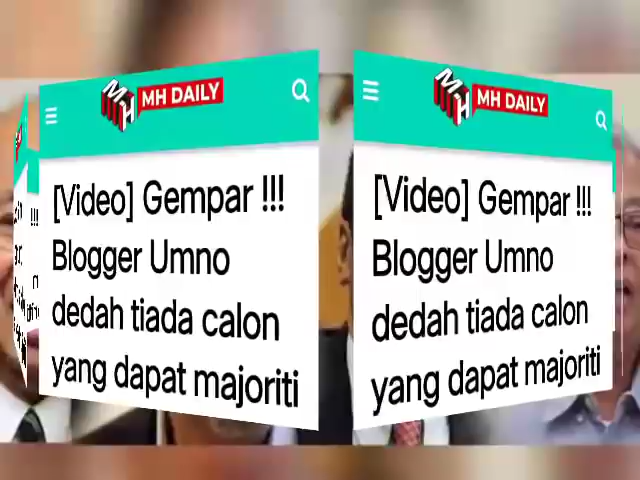 MH DAILY
[Video] Gempar !!!
Blogger Umno
dedah tiada calon
yang dapat majoriti
MH DAILY
[Video] Gempar !!!
Blogger Umno
dedah tiada calon
yang dapat majoriti